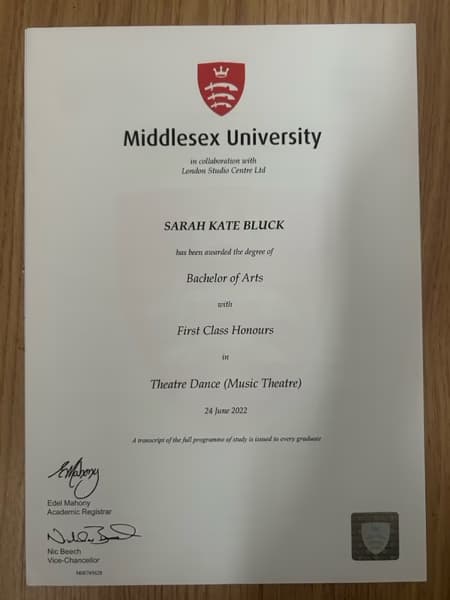 Middlesex University
in collaboration with
London Studio Centre Ltd
SARAH KATE BLUCK
has been awarded the degree of
Bachelor of Arts
with
First Class Honours
in
Theatre Dance (Music Theatre)
24 June 2022
A transcript of the full programme of study is issued to every graduate
Edel Mahony
Academic Registrar
Nic Beech
Vice-Chancellor